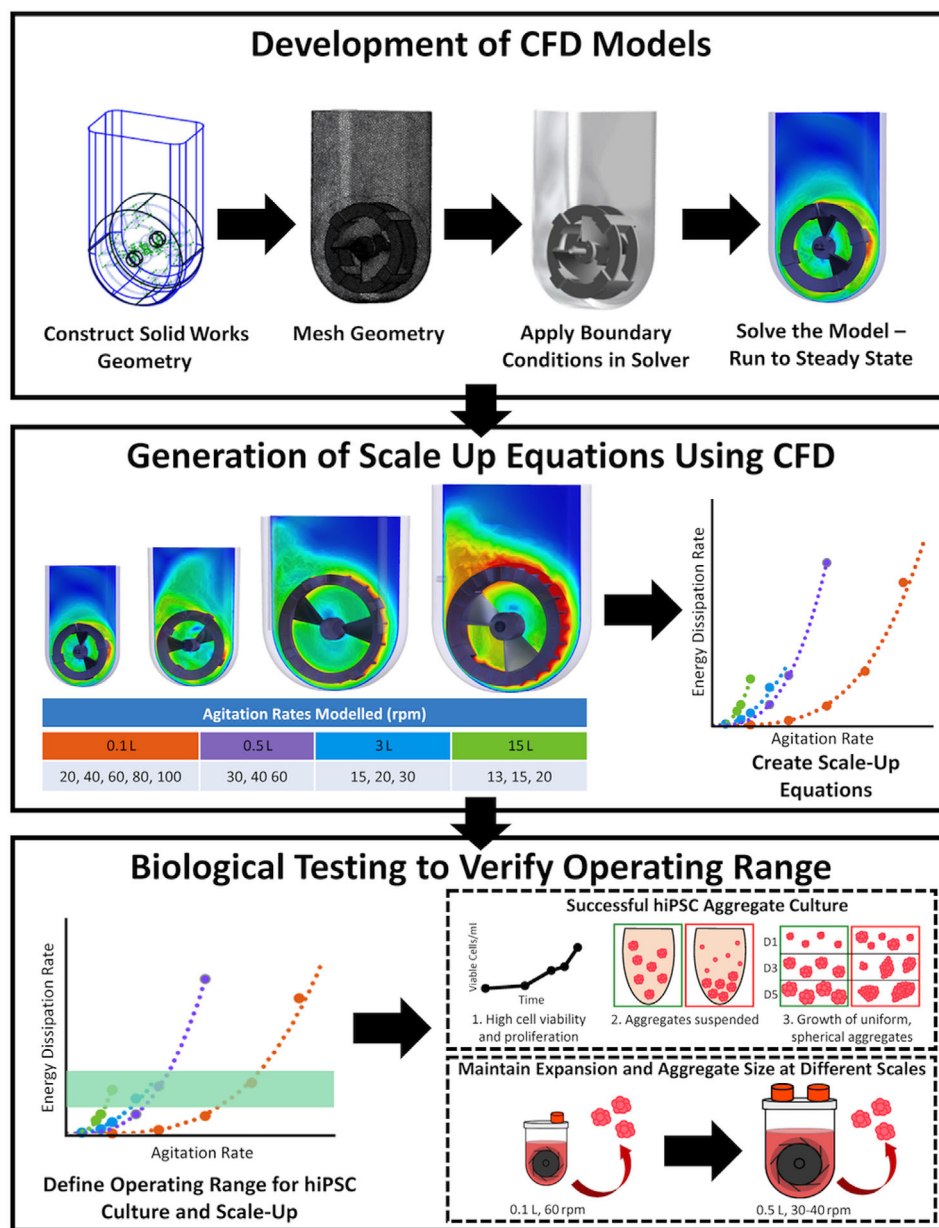 Development of CFD Models
Construct Solid Works
Geometry
Mesh Geometry
Apply Boundary
Conditions in Solver
Solve the Model –
Run to Steady State
Generation of Scale Up Equations Using CFD
Agitation Rates Modelled (rpm)
0.1 L 0.5 L 3 L 15 L
20, 40, 60, 80, 100 30, 40 60 15, 20, 30 13, 15, 20
Energy Dissipation Rate
Agitation Rate
Create Scale-Up
Equations
Biological Testing to Verify Operating Range
Energy Dissipation Rate
Agitation Rate
Define Operating Range for hiPSC
Culture and Scale-Up
Successful hiPSC Aggregate Culture
Viable Cells/ml
Time
1. High cell viability
and proliferation
2. Aggregates suspended
D1
D3
D5
3. Growth of uniform,
spherical aggregates
Maintain Expansion and Aggregate Size at Different Scales
0.1 L, 60 rpm
0.5 L, 30-40 rpm